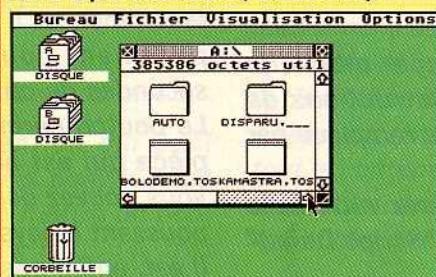 Bureau Fichier Visualisation Options
A:\
385386 octets util
A
DISQUE
AUTO
DISPARU.___
B
DISQUE
BOLODEMO.TOS
KAMASTRA.TOS
CORBEILLE